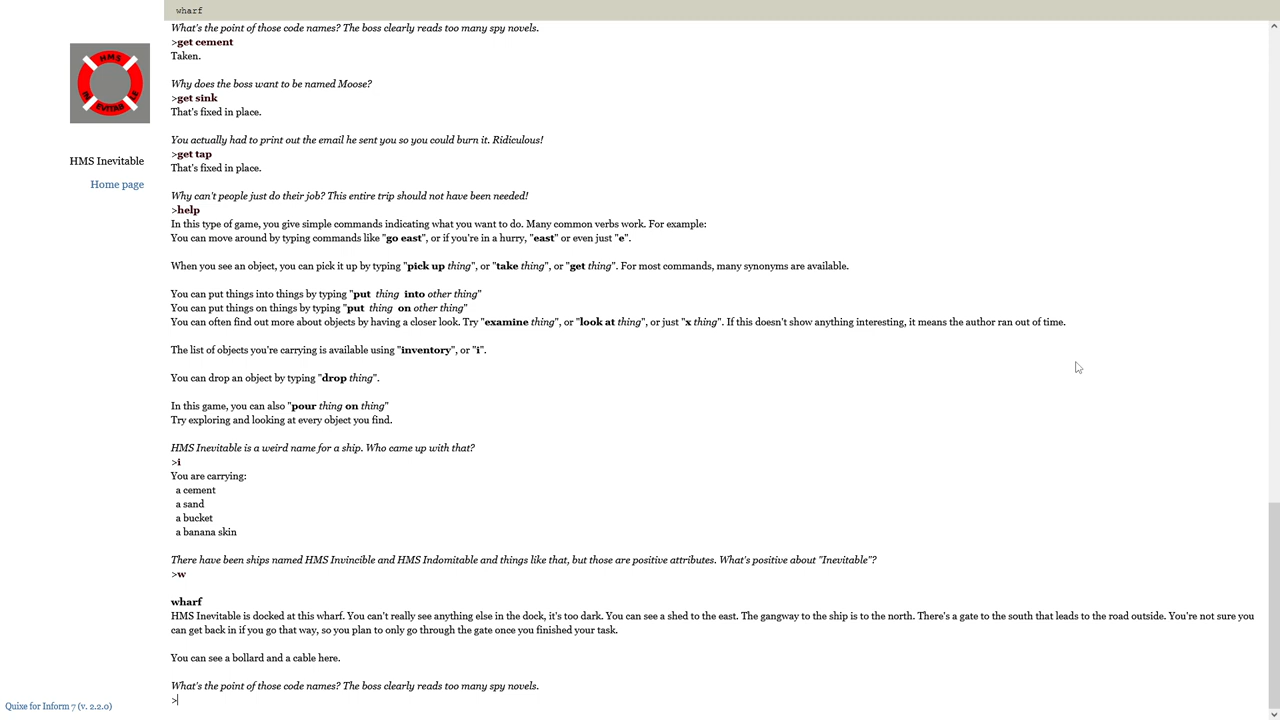 wharf
What's the point of those code names? The boss clearly reads too many spy novels.
>get cement
Taken.
Why does the boss want to be named Moose?
>get sink
That's fixed in place.
You actually had to print out the email he sent you so you could burn it. Ridiculous!
>get tap
That's fixed in place.
Why can't people just do their job? This entire trip should not have been needed!
>help
In this type of game, you give simple commands indicating what you want to do. Many common verbs work. For example:
You can move around by typing commands like "go east", or if you're in a hurry, "east" or even just "e".
When you see an object, you can pick it up by typing "pick up thing", or "take thing", or "get thing". For most commands, many synonyms are available.
You can put things into things by typing "put thing into other thing"
You can put things on things by typing "put thing on other thing"
You can often find out more about objects by having a closer look. Try "examine thing", or "look at thing", or just "x thing". If this doesn't show anything interesting, it means the author ran out of time.
The list of objects you're carrying is available using "inventory", or "i".
You can drop an object by typing "drop thing".
In this game, you can also "pour thing on thing"
Try exploring and looking at every object you find.
HMS Inevitable is a weird name for a ship. Who came up with that?
>i
You are carrying:
a cement
a sand
a bucket
a banana skin
There have been ships named HMS Invincible and HMS Indomitable and things like that, but those are positive attributes. What's positive about "Inevitable"?
>w
wharf
HMS Inevitable is docked at this wharf. You can't really see anything else in the dock, it's too dark. You can see a shed to the east. The gangway to the ship is to the north. There's a gate to the south that leads to the road outside. You're not sure you
can get back in if you go that way, so you plan to only go through the gate once you finished your task.
You can see a bollard and a cable here.
What's the point of those code names? The boss clearly reads too many spy novels.
>
HMS
HMS Inevitable
Home page
Quixe for Inform 7 (v. 2.2.0)